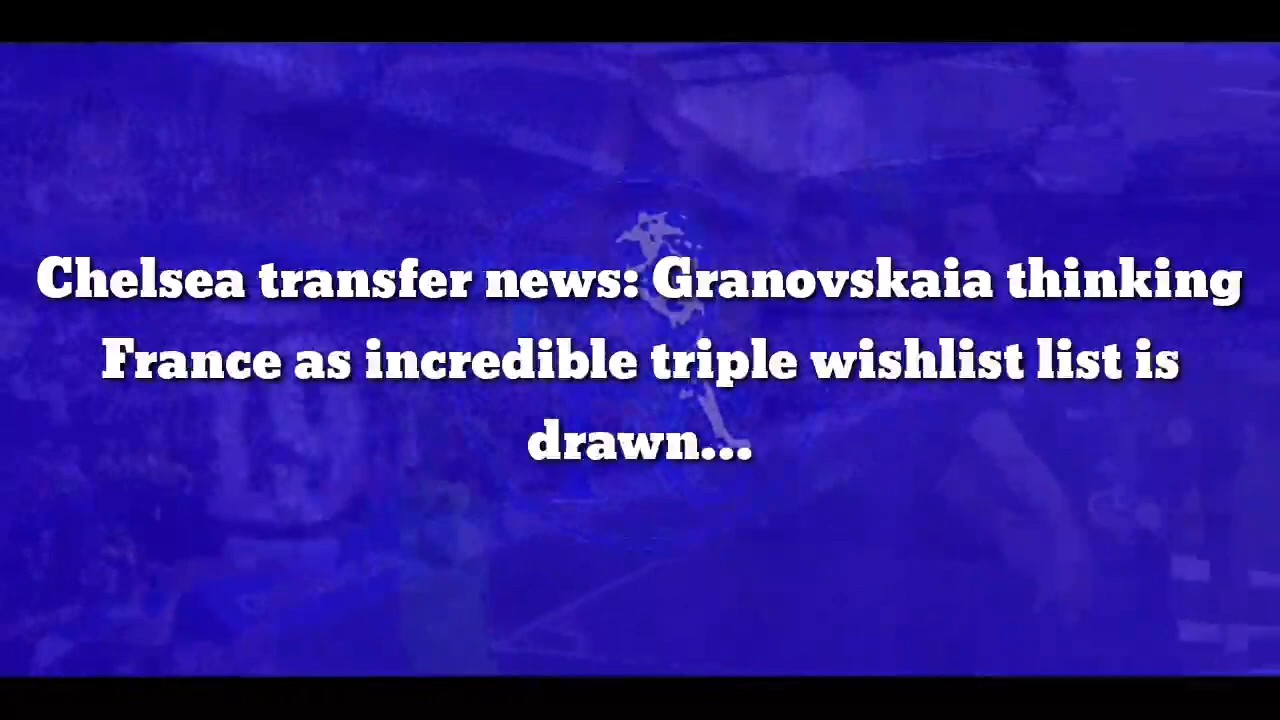 Chelsea transfer news: Granovskaia thinking
France as incredible triple wishlist list is
drawn...